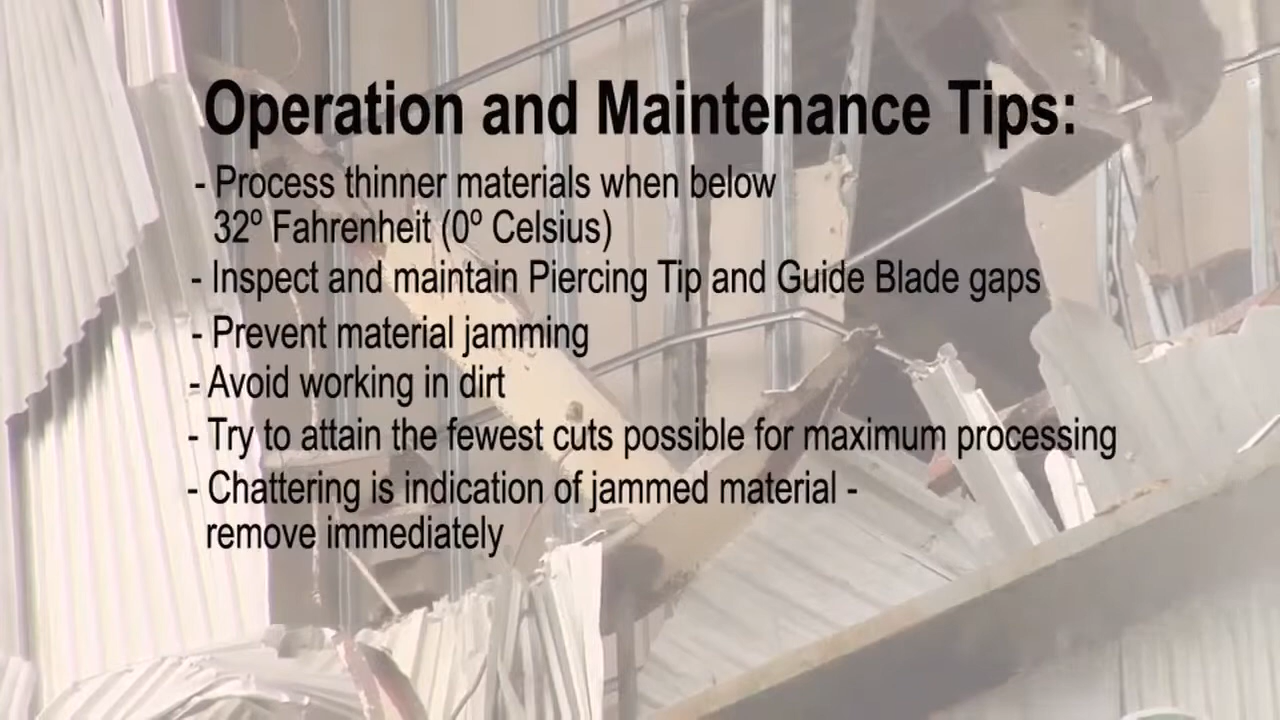 Operation and Maintenance Tips:
- Process thinner materials when below
32º Fahrenheit (0º Celsius)
- Inspect and maintain Piercing Tip and Guide Blade gaps
- Prevent material jamming
- Avoid working in dirt
- Try to attain the fewest cuts possible for maximum processing
- Chattering is indication of jammed material -
remove immediately